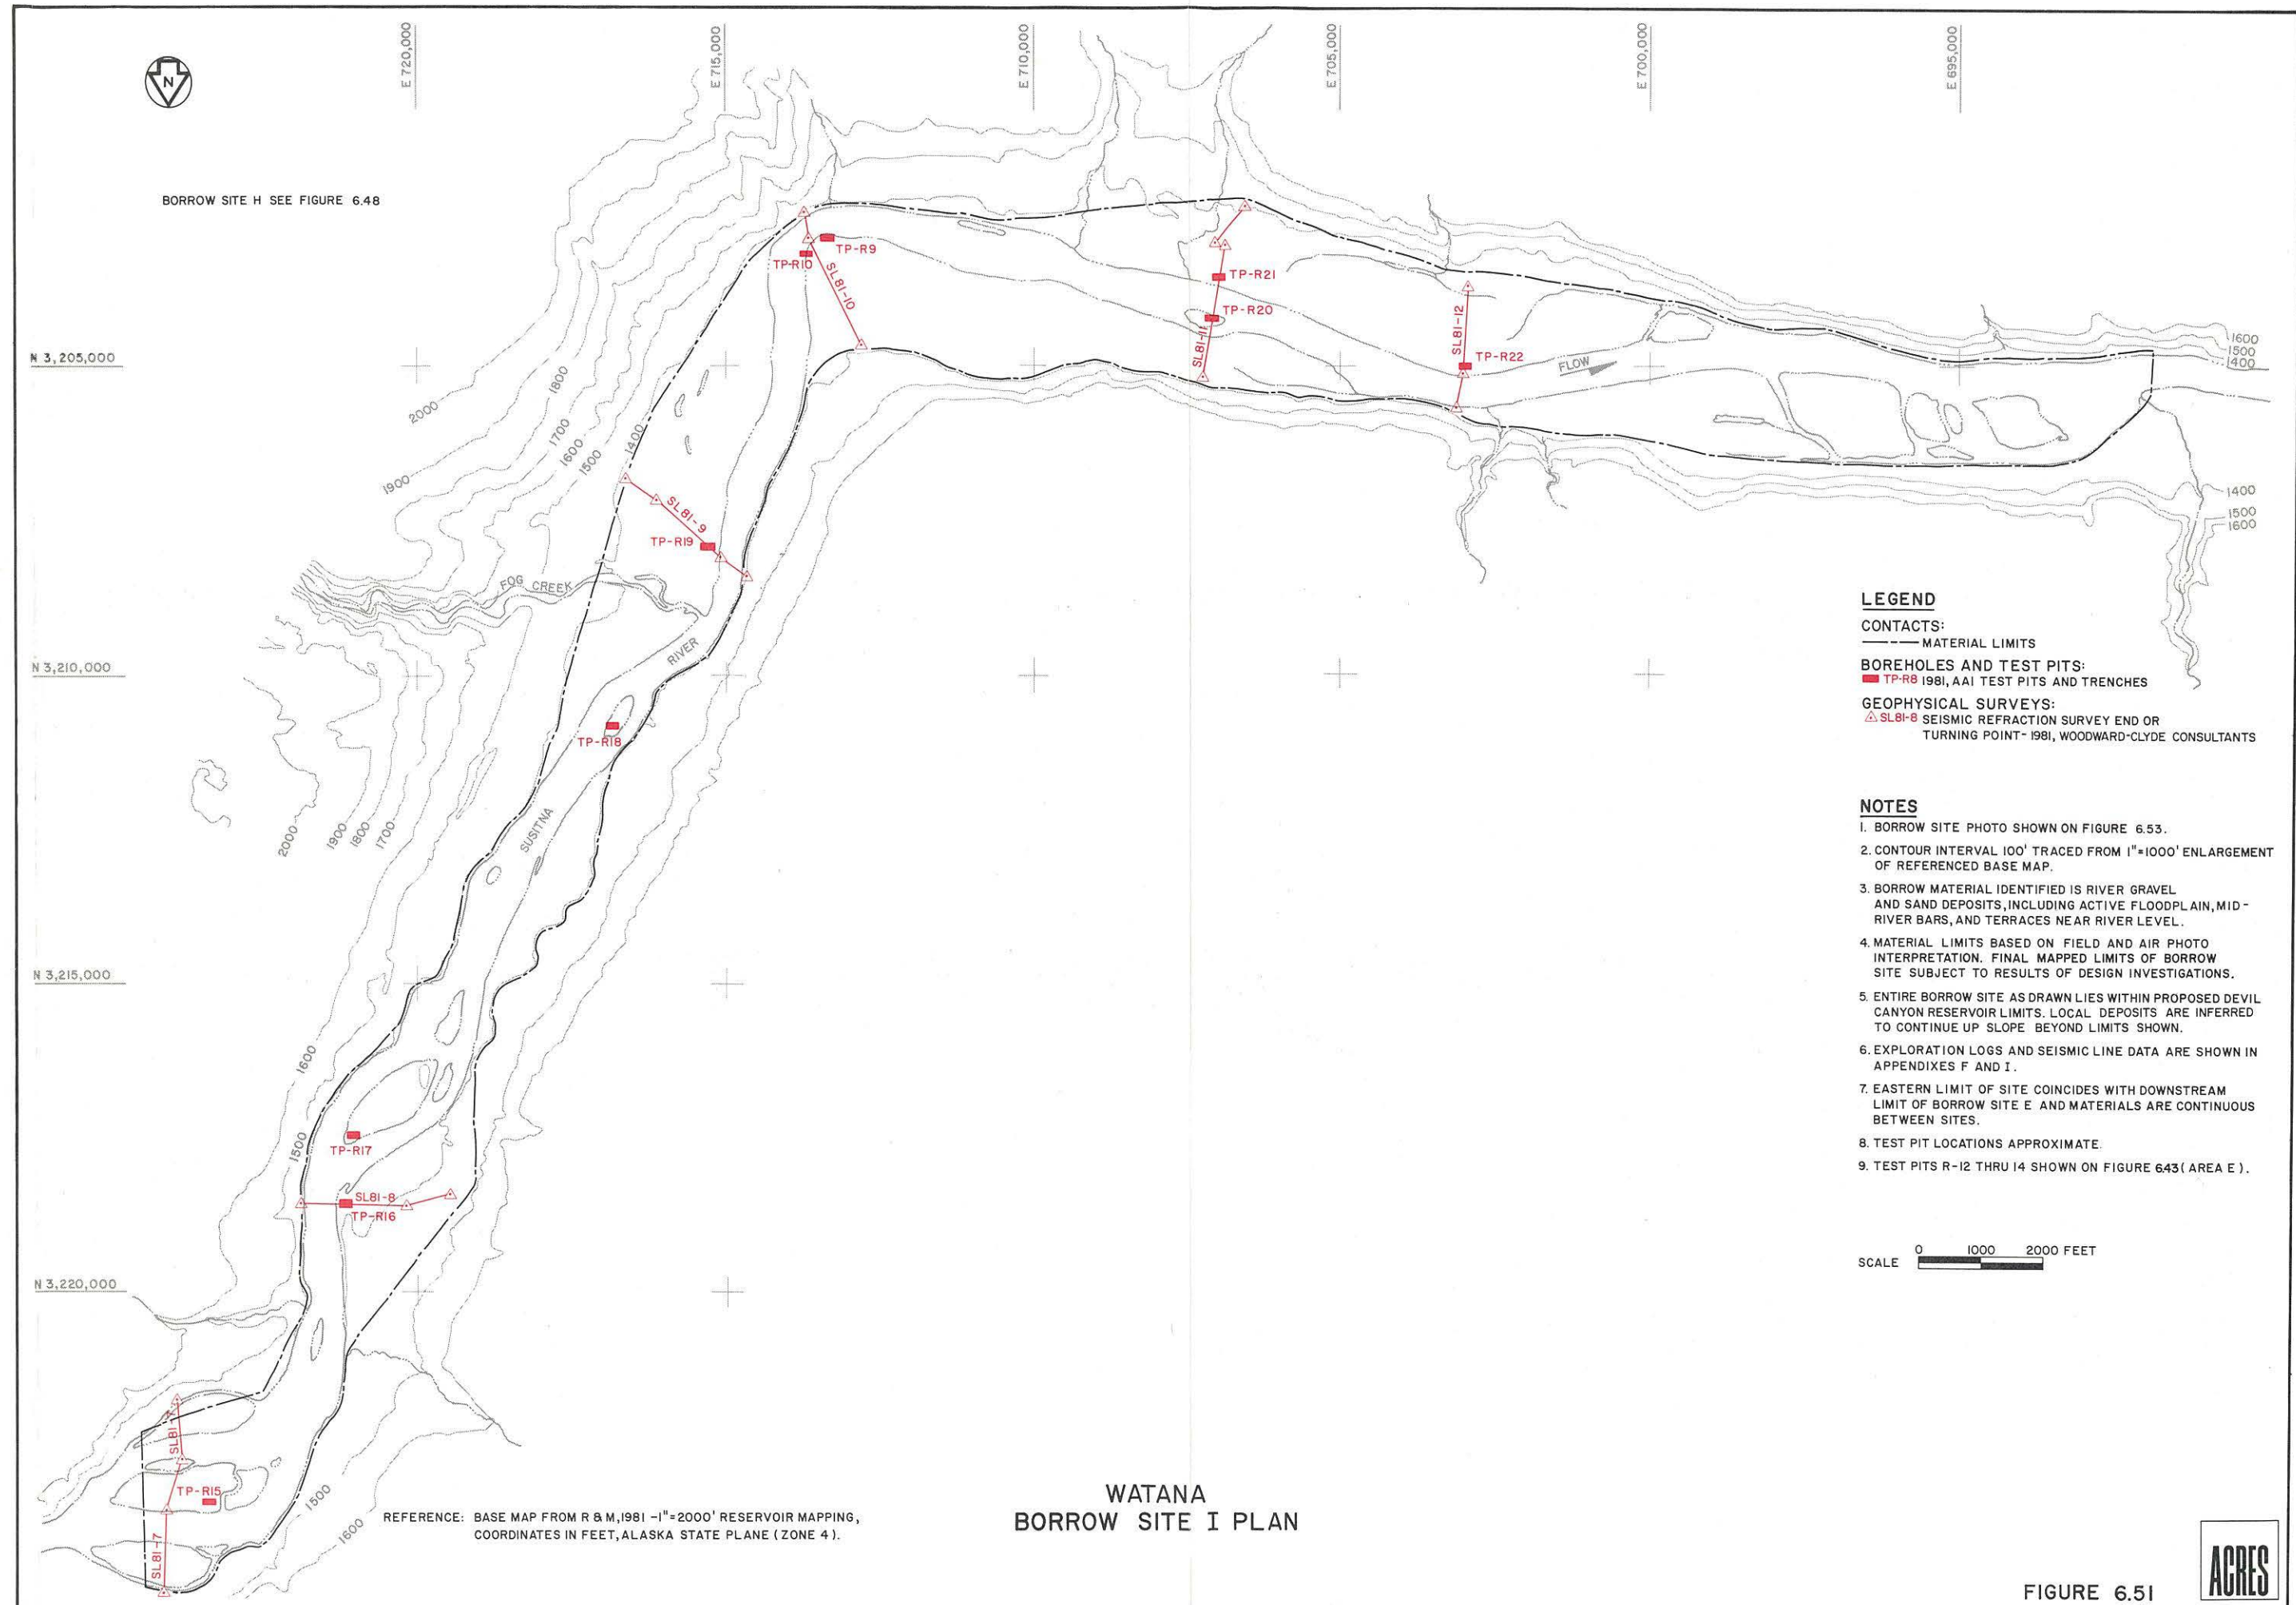 E 720,000
E 715,000
E 710,000
E 705,000
E 700,000
E 695,000
N
BORROW SITE H SEE FIGURE 6.48
TP-R9
TP-R10
SL81-10
TP-R21
TP-R20
SL81-11
SL81-12
TP-R22
FLOW
1600
1500
1400
N 3,205,000
2000
1900
1800
1700
1600
1500
1400
1400
1500
1600
SL81-9
TP-R19
FOG CREEK
RIVER
N 3,210,000
TP-R18
SUSITNA
2000
1900
1800
1700
N 3,215,000
1600
1500
TP-R17
SL81-8
TP-R16
N 3,220,000
SL81-7
TP-R15
SL81-7
1500
1600
LEGEND
CONTACTS:
MATERIAL LIMITS
BOREHOLES AND TEST PITS:
TP-R8 1981, AAI TEST PITS AND TRENCHES
GEOPHYSICAL SURVEYS:
SL81-8 SEISMIC REFRACTION SURVEY END OR
TURNING POINT- 1981, WOODWARD-CLYDE CONSULTANTS
NOTES
1. BORROW SITE PHOTO SHOWN ON FIGURE 6.53.
2. CONTOUR INTERVAL 100' TRACED FROM 1"=1000' ENLARGEMENT
OF REFERENCED BASE MAP.
3. BORROW MATERIAL IDENTIFIED IS RIVER GRAVEL
AND SAND DEPOSITS, INCLUDING ACTIVE FLOODPLAIN, MID-
RIVER BARS, AND TERRACES NEAR RIVER LEVEL.
4. MATERIAL LIMITS BASED ON FIELD AND AIR PHOTO
INTERPRETATION. FINAL MAPPED LIMITS OF BORROW
SITE SUBJECT TO RESULTS OF DESIGN INVESTIGATIONS.
5. ENTIRE BORROW SITE AS DRAWN LIES WITHIN PROPOSED DEVIL
CANYON RESERVOIR LIMITS. LOCAL DEPOSITS ARE INFERRED
TO CONTINUE UP SLOPE BEYOND LIMITS SHOWN.
6. EXPLORATION LOGS AND SEISMIC LINE DATA ARE SHOWN IN
APPENDIXES F AND I.
7. EASTERN LIMIT OF SITE COINCIDES WITH DOWNSTREAM
LIMIT OF BORROW SITE E AND MATERIALS ARE CONTINUOUS
BETWEEN SITES.
8. TEST PIT LOCATIONS APPROXIMATE.
9. TEST PITS R-12 THRU 14 SHOWN ON FIGURE 6.43 ( AREA E ).
0 1000 2000 FEET
SCALE
REFERENCE: BASE MAP FROM R & M, 1981 - 1"=2000' RESERVOIR MAPPING,
COORDINATES IN FEET, ALASKA STATE PLANE (ZONE 4).
WATANA
BORROW SITE I PLAN
ACRES
FIGURE 6.51